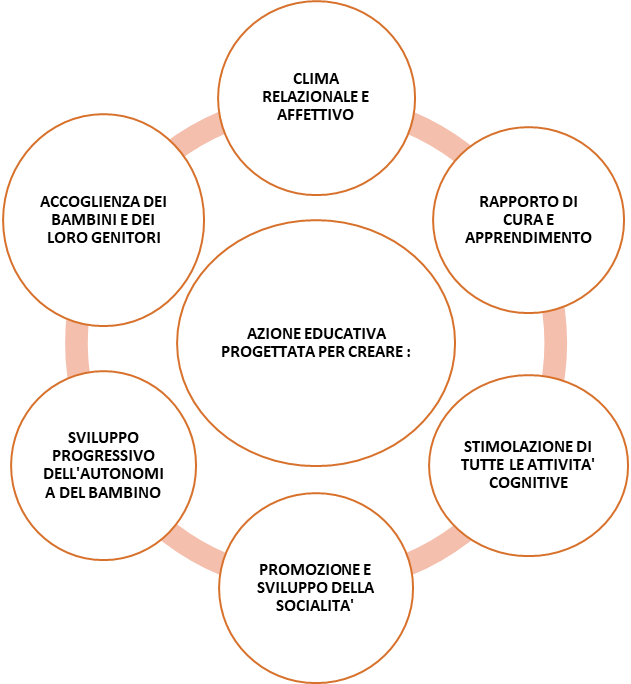 CLIMA
RELAZIONALE E
AFFETTIVO
RAPPORTO DI
CURA E
APPRENDIMENTO
STIMOLAZIONE DI
TUTTE LE ATTIVITA'
COGNITIVE
PROMOZIONE E
SVILUPPO DELLA
SOCIALITA'
SVILUPPO
PROGRESSIVO
DELL'AUTONOMI
A DEL BAMBINO
ACCOGLIENZA DEI
BAMBINI E DEI
LORO GENITORI
AZIONE EDUCATIVA
PROGETTATA PER CREARE :